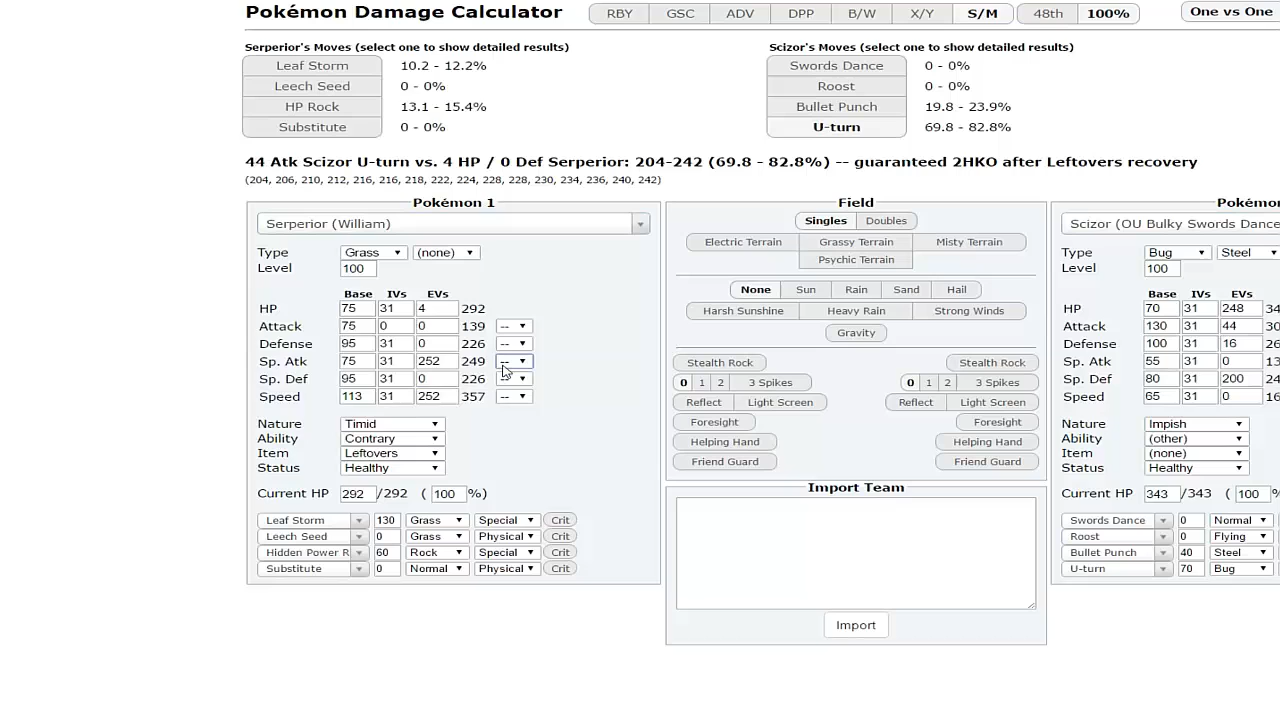 Pokémon Damage Calculator RBY GSC ADV DPP B/W X/Y S/M 48th 100% One vs One
Serperior's Moves (select one to show detailed results) Scizor's Moves (select one to show detailed results)
Leaf Storm 10.2 - 12.2% Swords Dance 0 - 0%
Leech Seed 0 - 0% Roost 0 - 0%
HP Rock 13.1 - 15.4% Bullet Punch 19.8 - 23.9%
Substitute 0 - 0% U-turn 69.8 - 82.8%
44 Atk Scizor U-turn vs. 4 HP / 0 Def Serperior: 204-242 (69.8 - 82.8%) -- guaranteed 2HKO after Leftovers recovery
(204, 206, 210, 212, 216, 216, 218, 222, 224, 228, 228, 230, 234, 236, 240, 242)
Pokémon 1
Serperior (William)
Type Grass (none)
Level 100
Base IVs EVs
HP 75 31 4 292
Attack 75 0 0 139 --
Defense 95 31 0 226 --
Sp. Atk 75 31 252 249 --
Sp. Def 95 31 0 226 --
Speed 113 31 252 357 --
Nature Timid
Ability Contrary
Item Leftovers
Status Healthy
Current HP 292 /292 ( 100 %)
Leaf Storm 130 Grass Special Crit
Leech Seed 0 Grass Physical Crit
Hidden Power R 60 Rock Special Crit
Substitute 0 Normal Physical Crit
Field
Singles Doubles
Electric Terrain Grassy Terrain Misty Terrain
Psychic Terrain
None Sun Rain Sand Hail
Harsh Sunshine Heavy Rain Strong Winds
Gravity
Stealth Rock Stealth Rock
0 1 2 3 Spikes 0 1 2 3 Spikes
Reflect Light Screen Reflect Light Screen
Foresight Foresight
Helping Hand Helping Hand
Friend Guard Friend Guard
Import Team
Import
Pokémo
Scizor (OU Bulky Swords Dance
Type Bug Steel
Level 100
Base IVs EVs
HP 70 31 248 34
Attack 130 31 44 30
Defense 100 31 16 26
Sp. Atk 55 31 0 13
Sp. Def 80 31 200 24
Speed 65 31 0 16
Nature Impish
Ability (other)
Item (none)
Status Healthy
Current HP 343 /343 ( 100 %
Swords Dance 0 Normal
Roost 0 Flying
Bullet Punch 40 Steel
U-turn 70 Bug